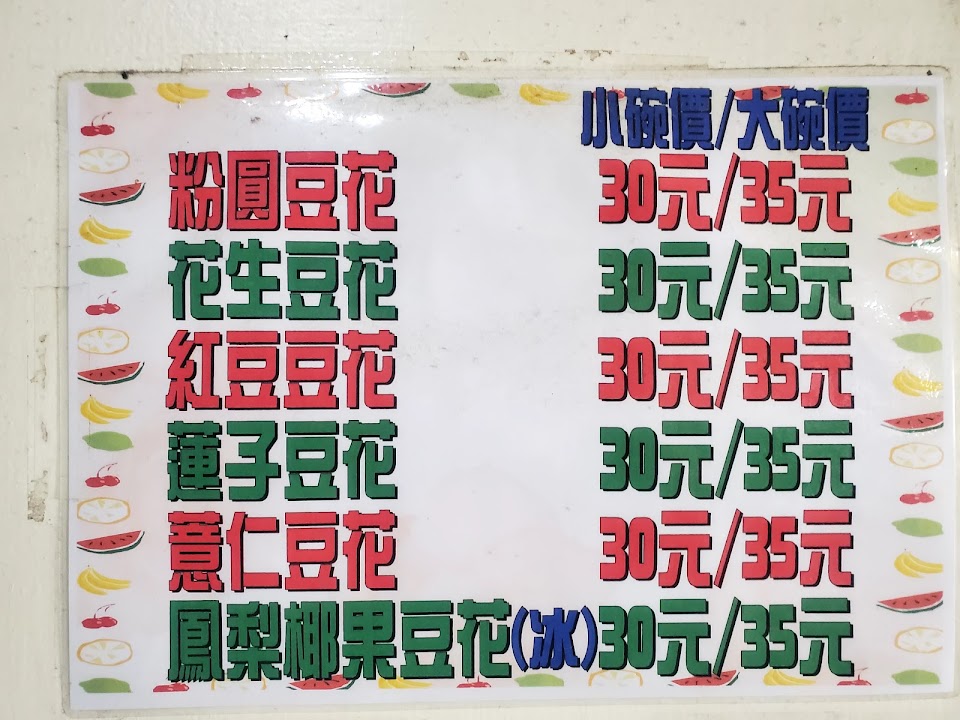 小碗價/大碗價
粉圓豆花 30元/35元
花生豆花 30元/35元
紅豆豆花 30元/35元
蓮子豆花 30元/35元
薏仁豆花 30元/35元
鳳梨椰果豆花(冰)30元/35元